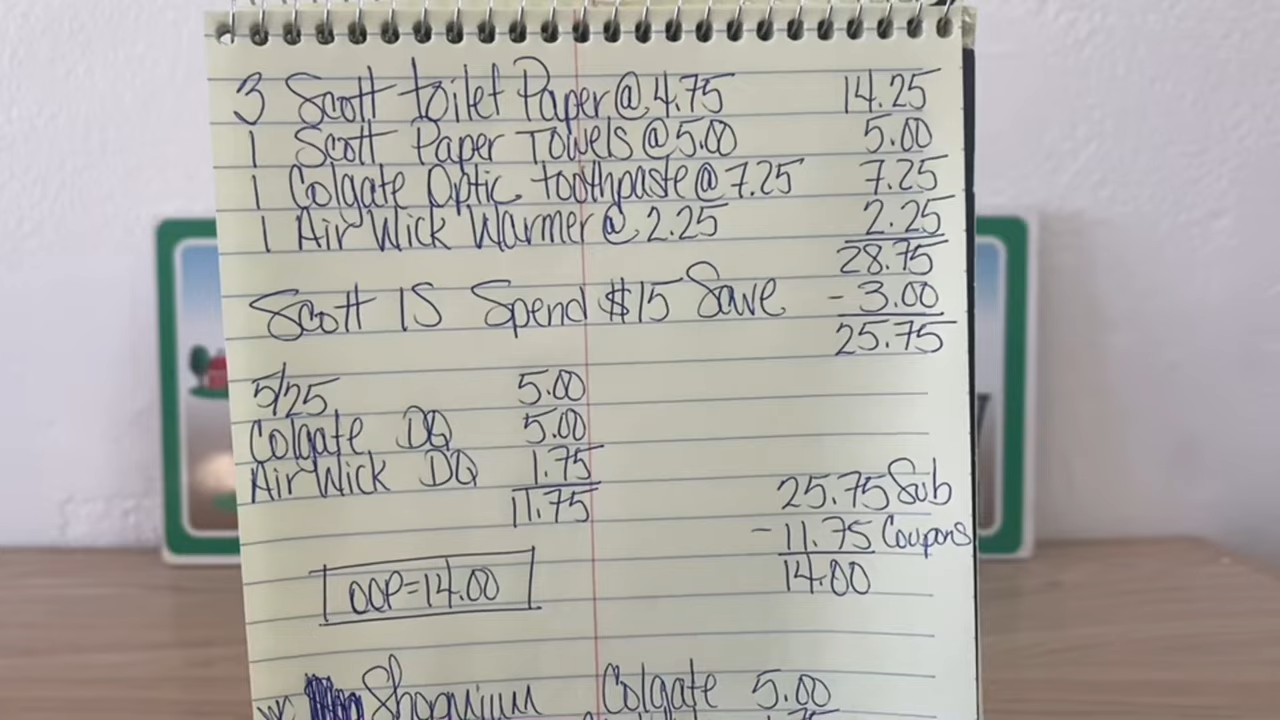 3 Scott toilet Paper @ 4.75 14.25
1 Scott Paper Towels @ 5.00 5.00
1 Colgate Optic toothpaste @ 7.25 7.25
1 Air Wick Warmer @ 2.25 2.25
28.75
Scott IS Spend $15 Save - 3.00
25.75
5/25 5.00
Colgate DQ 5.00
Air Wick DQ 1.75
11.75
25.75 Sub
- 11.75 Coupons
14.00
OOP=14.00
Colgate 5.00